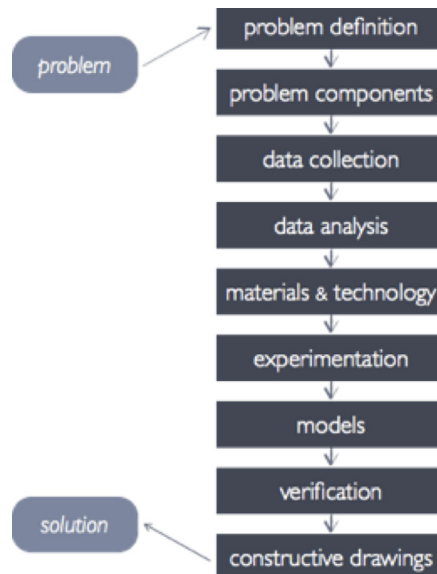 problem
problem definition
problem components
data collection
data analysis
materials & technology
experimentation
models
verification
constructive drawings
solution